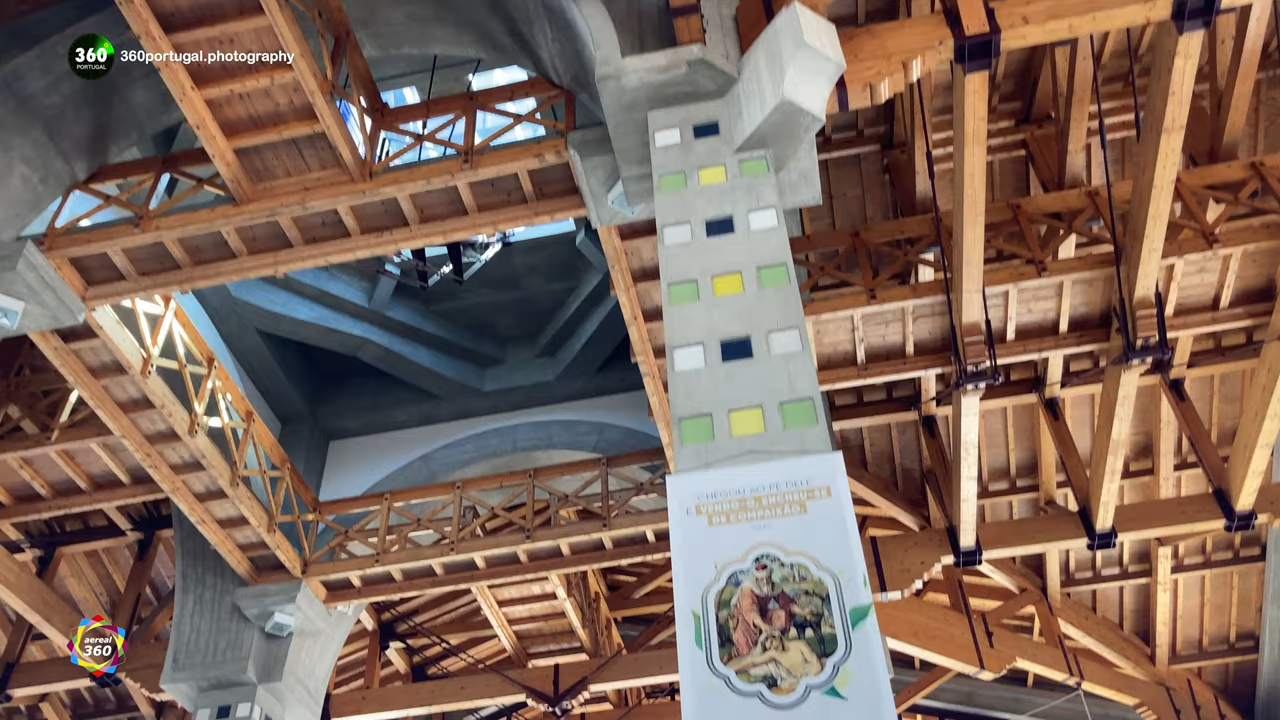 360
PORTUGAL
360portugal.photography
CHEGOU AO PÉ DELE
E VENDO-O, ENCHEU-SE
DE COMPAIXÃO.
aereal
360